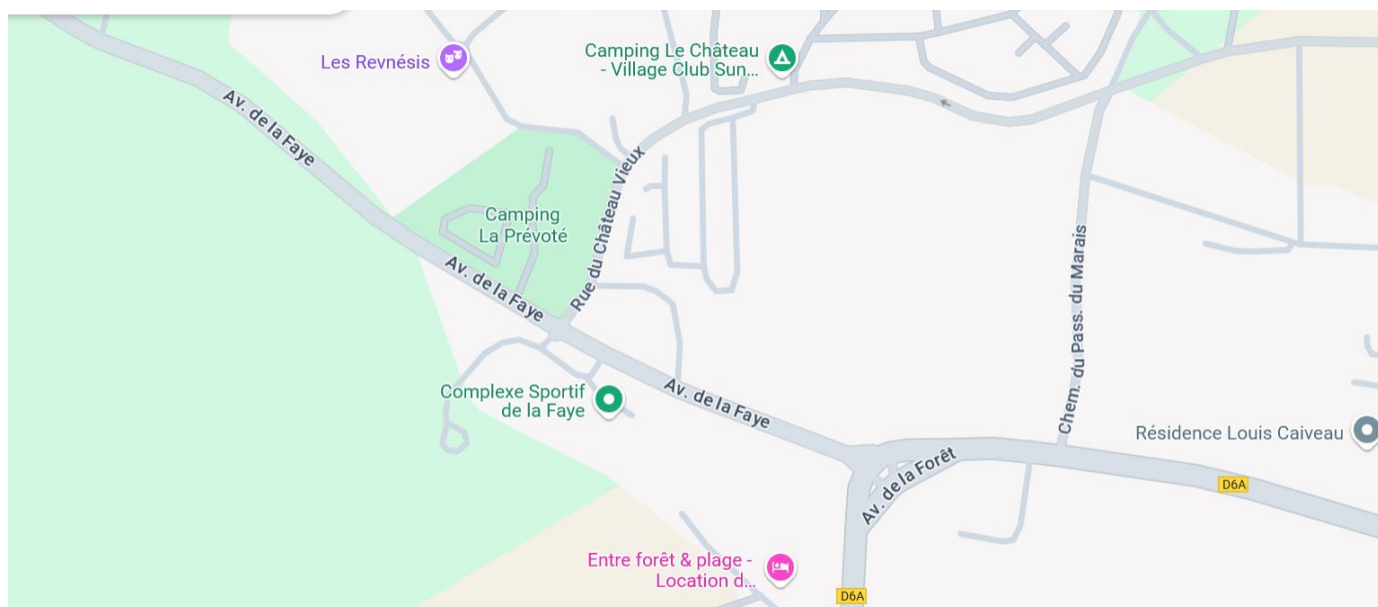 Les Revnésis
Camping Le Château
- Village Club Sun...
Av. de la Faye
Camping
La Prévoté
Rue du Château Vieux
Av. de la Faye
Chem. du Pass. du Marais
Complexe Sportif
de la Faye
Av. de la Faye
Résidence Louis Caiveau
Av. de la Forêt
D6A
Entre forêt & plage -
Location d...
D6A